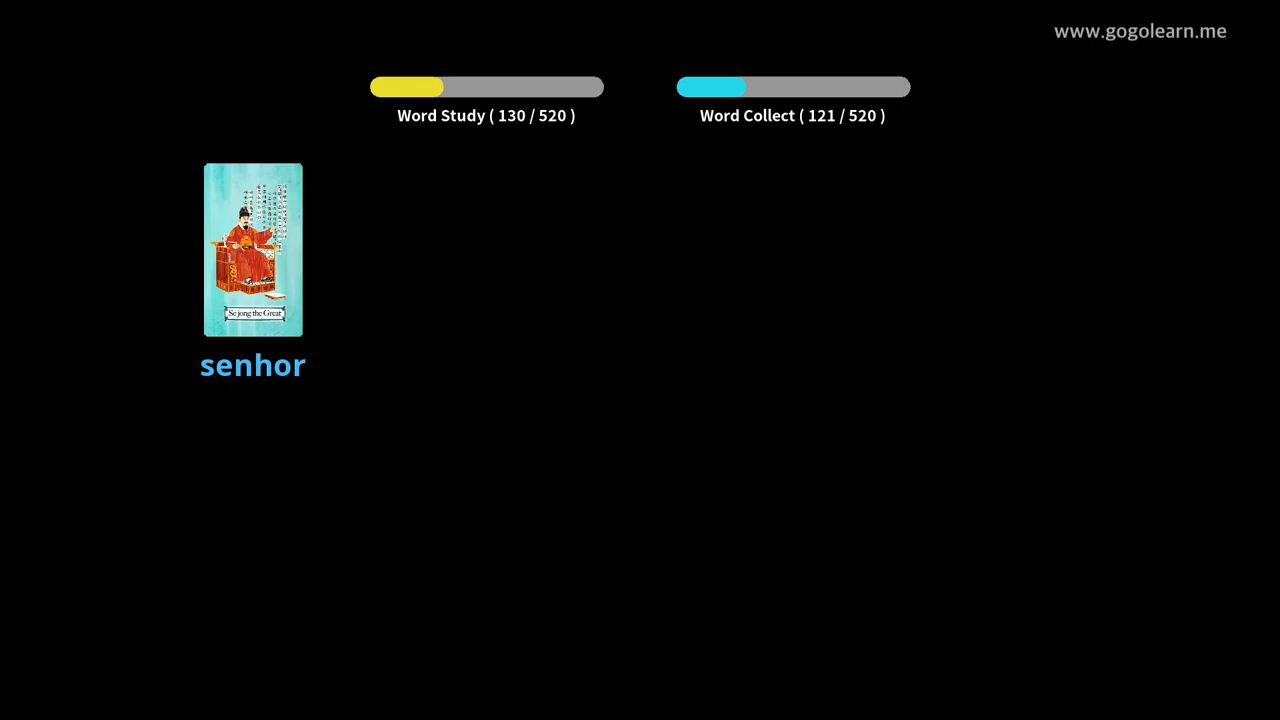 www.gogolearn.me
Word Study ( 130 / 520 )
Word Collect ( 121 / 520 )
Sejong the Great
senhor